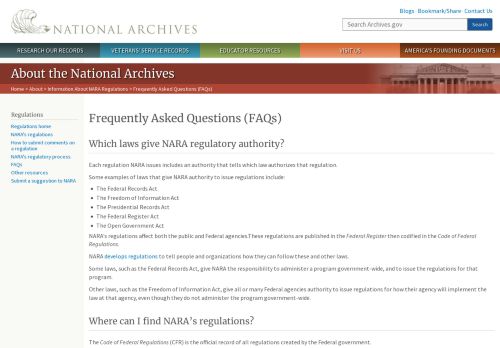 NATIONAL ARCHIVES
Blogs · Bookmark/Share · Contact Us
Search Archives.gov
Search
RESEARCH OUR RECORDS
VETERANS' SERVICE RECORDS
EDUCATOR RESOURCES
VISIT US
AMERICA'S FOUNDING DOCUMENTS
About the National Archives
Home > About > Information About NARA Regulations > Frequently Asked Questions (FAQs)
Regulations
Regulations home
NARA's regulations
How to submit comments
on a regulation
NARA's regulatory process
FAQs
Other resources
Submit a suggestion to NARA
Frequently Asked Questions (FAQs)
Which laws give NARA regulatory authority?
Each regulation NARA issues includes an authority that tells which law authorizes that regulation.
Some examples of laws that give NARA authority to issue regulations include:
• The Federal Records Act
• The Freedom of Information Act
• The Presidential Records Act
• The Federal Register Act
• The Open Government Act
NARA's regulations affect both the public and Federal agencies.These regulations are published in the Federal Register then codified in the Code of Federal
Regulations.
NARA develops regulations to tell people and organizations how they can follow these and other laws.
Some laws, such as the Federal Records Act, give NARA the responsibility to administer a program government-wide, and to issue the regulations for that
program.
Other laws, such as the Freedom of Information Act, give all or many Federal agencies authority to issue regulations for how their agency will implement the
law at that agency, even though they do not administer the program government-wide.
Where can I find NARA's regulations?
The Code of Federal Regulations (CFR) is the official record of all regulations created by the Federal government.